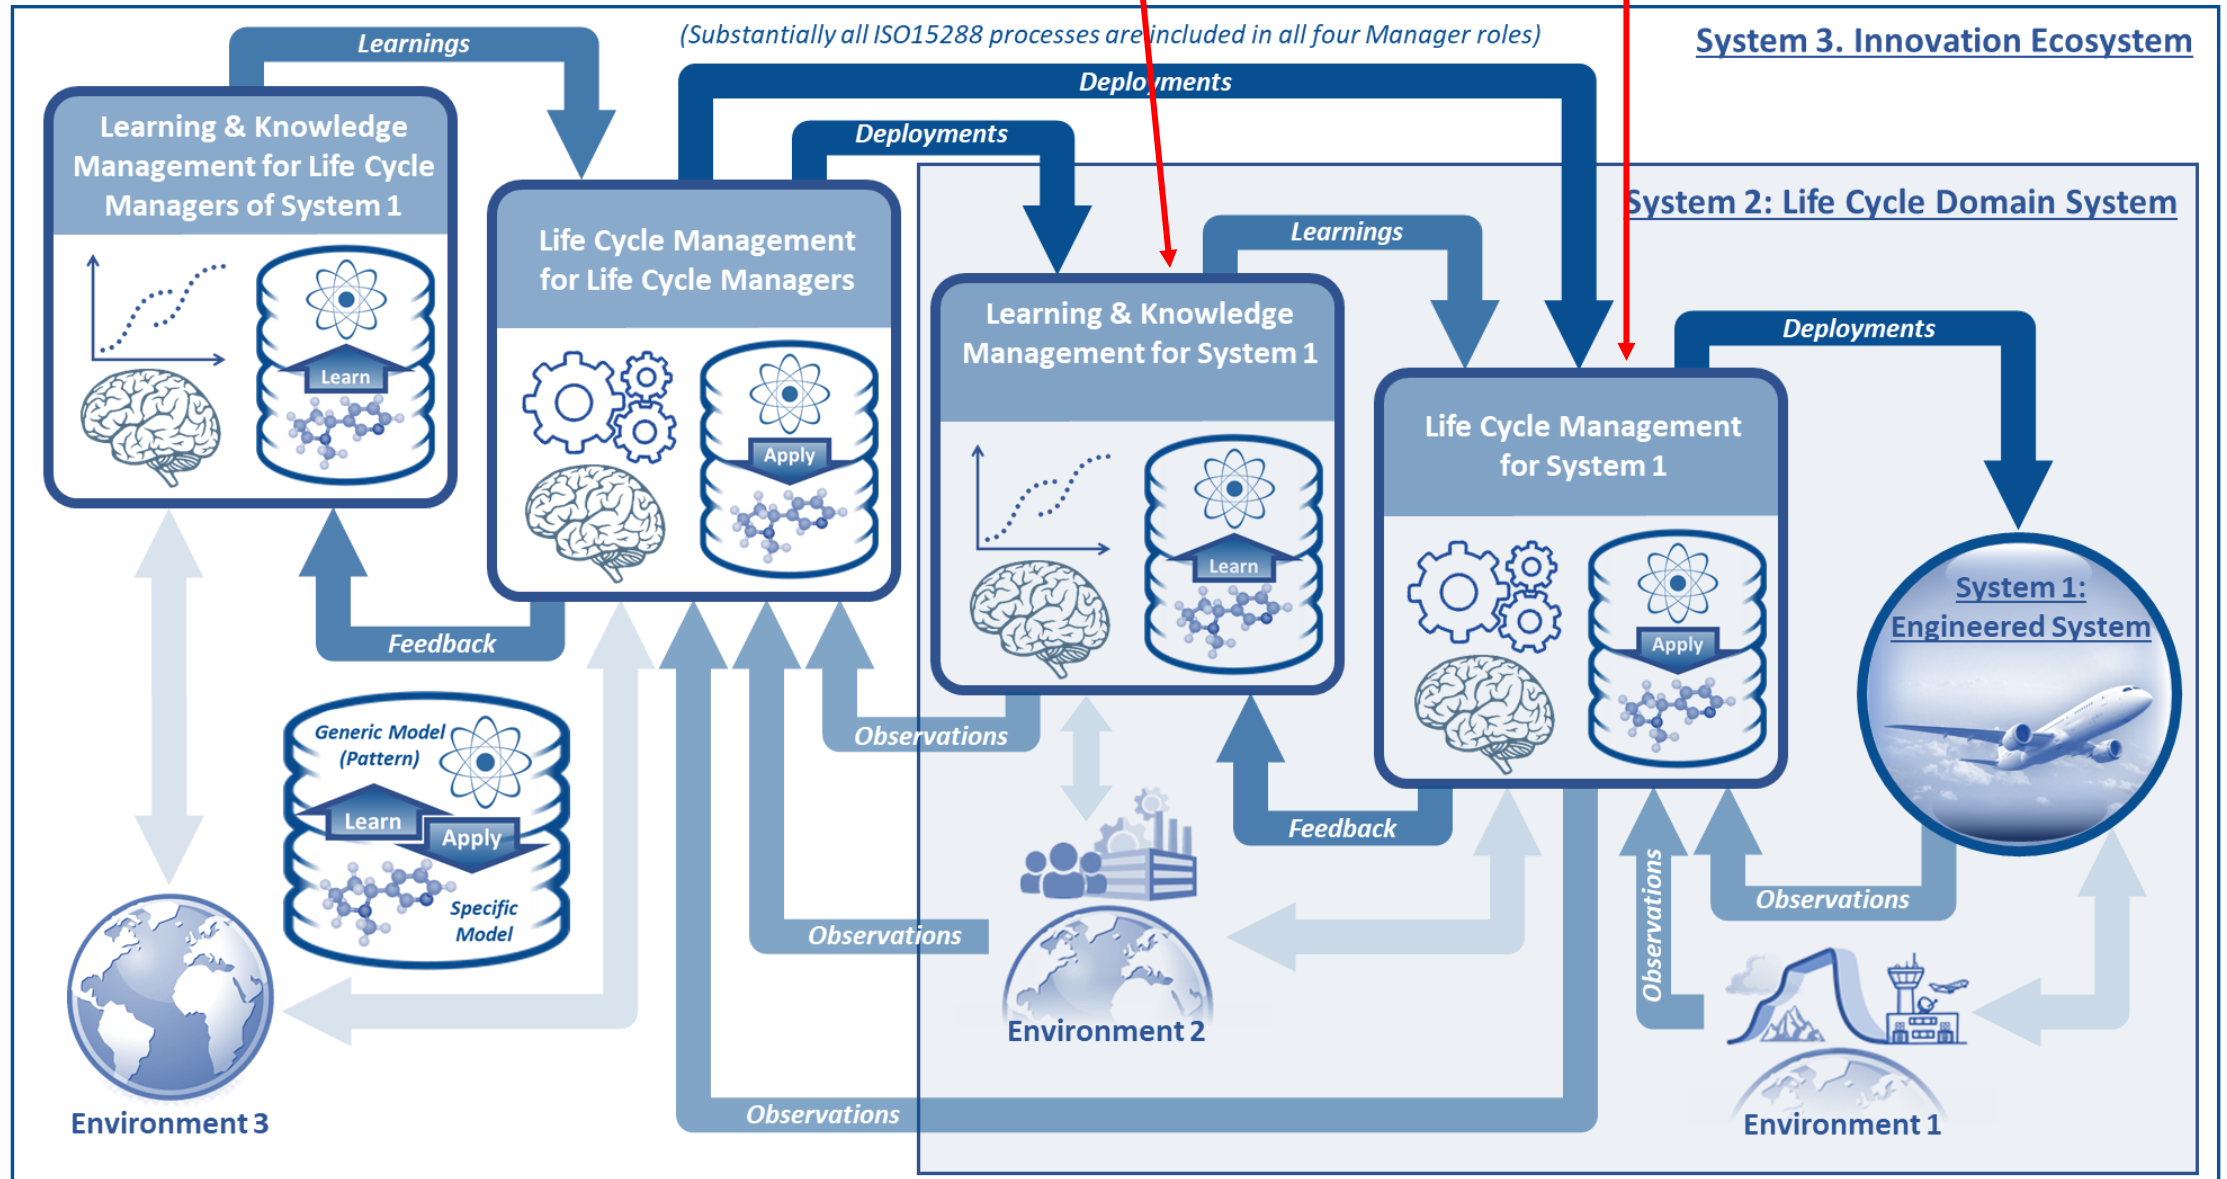 (Substantially all ISO15288 processes are included in all four Manager roles)
System 3. Innovation Ecosystem
Learnings
Deployments
Deployments
Learning & Knowledge
Management for Life Cycle
Managers of System 1
Learn
Life Cycle Management
for Life Cycle Managers
Apply
System 2: Life Cycle Domain System
Learnings
Learning & Knowledge
Management for System 1
Learn
Life Cycle Management
for System 1
Apply
Deployments
System 1:
Engineered System
Feedback
Observations
Feedback
Observations
Observations
Observations
Observations
Generic Model
(Pattern)
Learn
Apply
Specific
Model
Environment 3
Environment 2
Environment 1